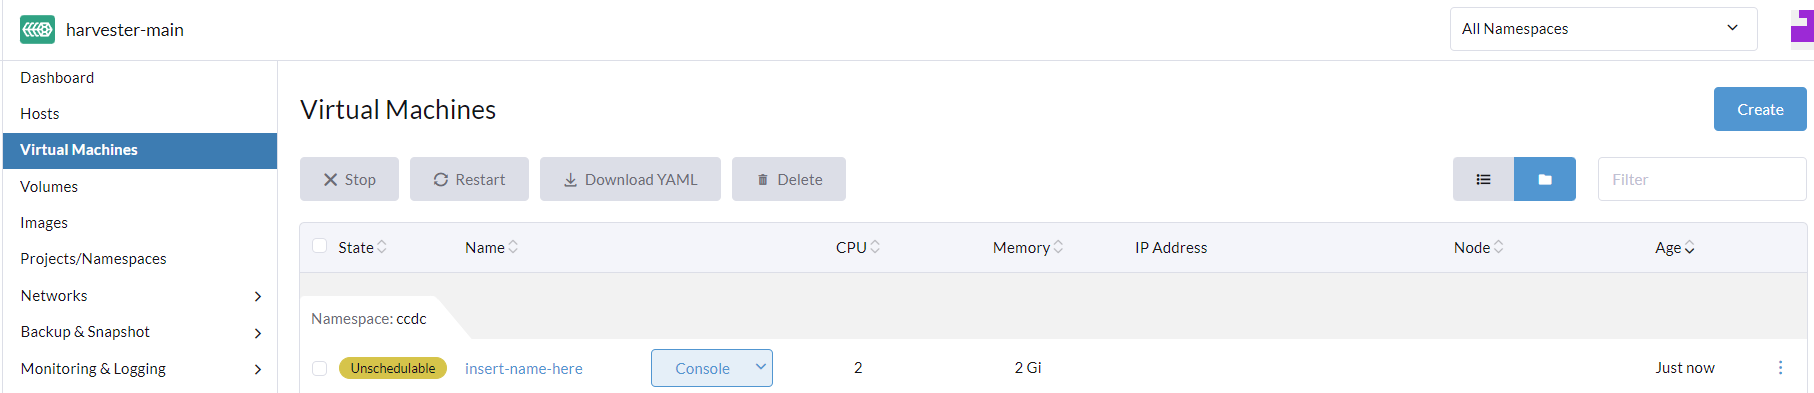 harvester-main
All Namespaces
Dashboard
Hosts
Virtual Machines
Volumes
Images
Projects/Namespaces
Networks
Backup & Snapshot
Monitoring & Logging
Virtual Machines
Create
Stop Restart Download YAML Delete
Filter
State Name CPU Memory IP Address Node Age
Namespace: ccdc
Unschedulable insert-name-here Console 2 2 Gi Just now